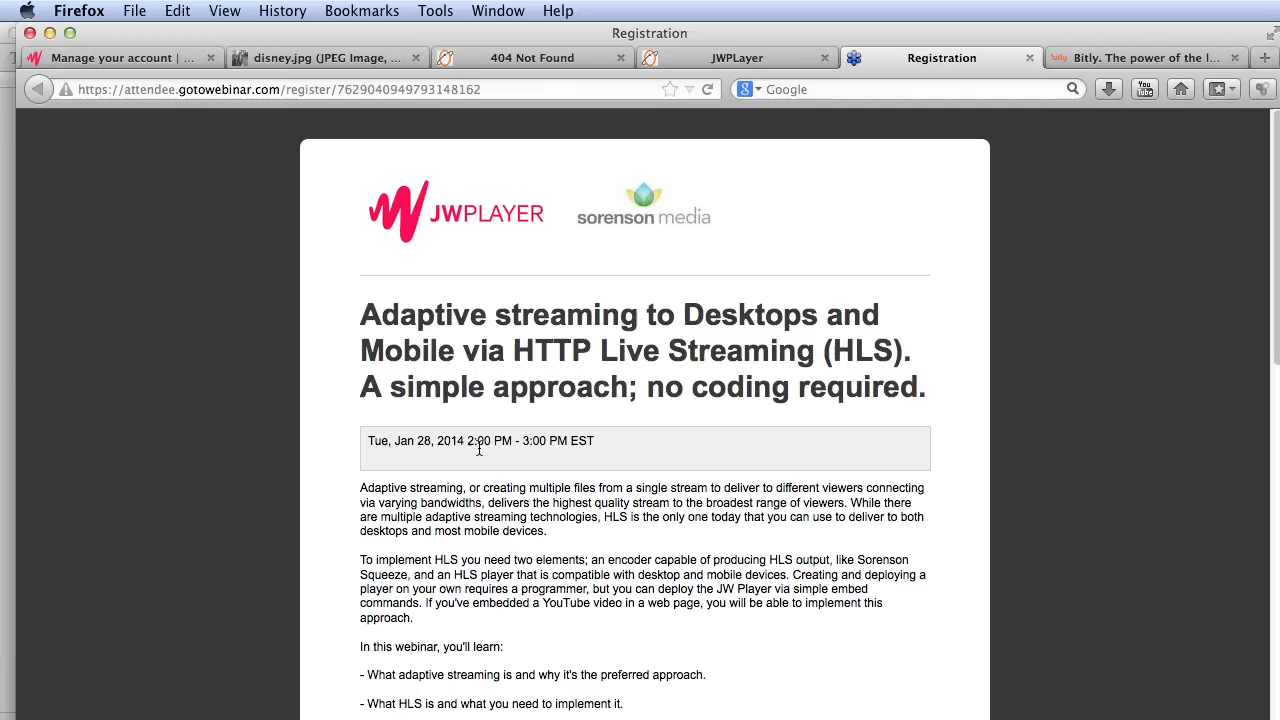 Firefox File Edit View History Bookmarks Tools Window Help
Registration
Manage your account | ... disney.jpg (JPEG Image, ... 404 Not Found JWPlayer Registration Bitly. The power of the l...
https://attendee.gotowebinar.com/register/7629040949793148162 Google You Tube
JWPLAYER sorenson media
Adaptive streaming to Desktops and
Mobile via HTTP Live Streaming (HLS).
A simple approach; no coding required.
Tue, Jan 28, 2014 2:00 PM - 3:00 PM EST
Adaptive streaming, or creating multiple files from a single stream to deliver to different viewers connecting
via varying bandwidths, delivers the highest quality stream to the broadest range of viewers. While there
are multiple adaptive streaming technologies, HLS is the only one today that you can use to deliver to both
desktops and most mobile devices.
To implement HLS you need two elements; an encoder capable of producing HLS output, like Sorenson
Squeeze, and an HLS player that is compatible with desktop and mobile devices. Creating and deploying a
player on your own requires a programmer, but you can deploy the JW Player via simple embed
commands. If you've embedded a YouTube video in a web page, you will be able to implement this
approach.
In this webinar, you'll learn:
- What adaptive streaming is and why it's the preferred approach.
- What HLS is and what you need to implement it.